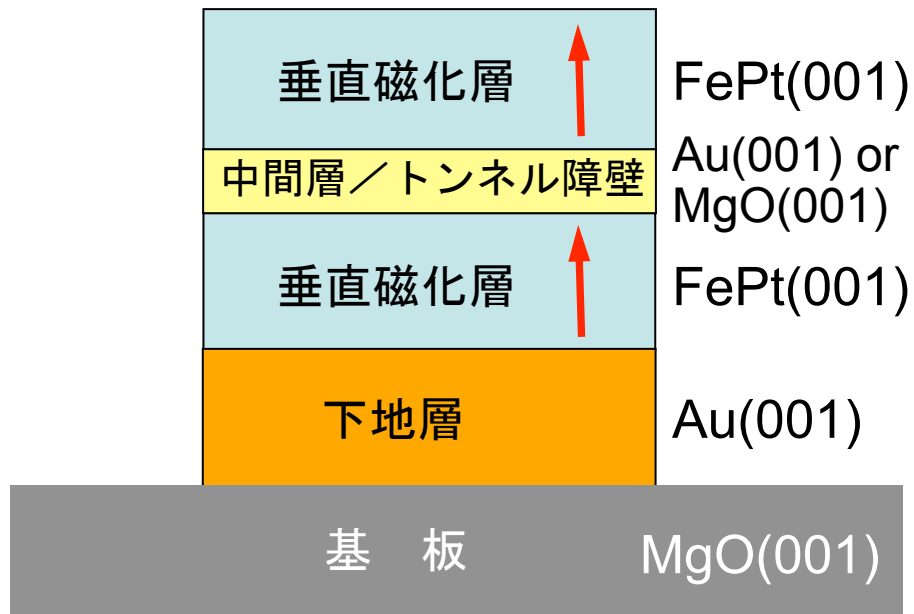 垂直磁化層
FePt(001)
中間層／トンネル障壁
Au(001) or
MgO(001)
垂直磁化層
FePt(001)
下地層
Au(001)
基　板
MgO(001)